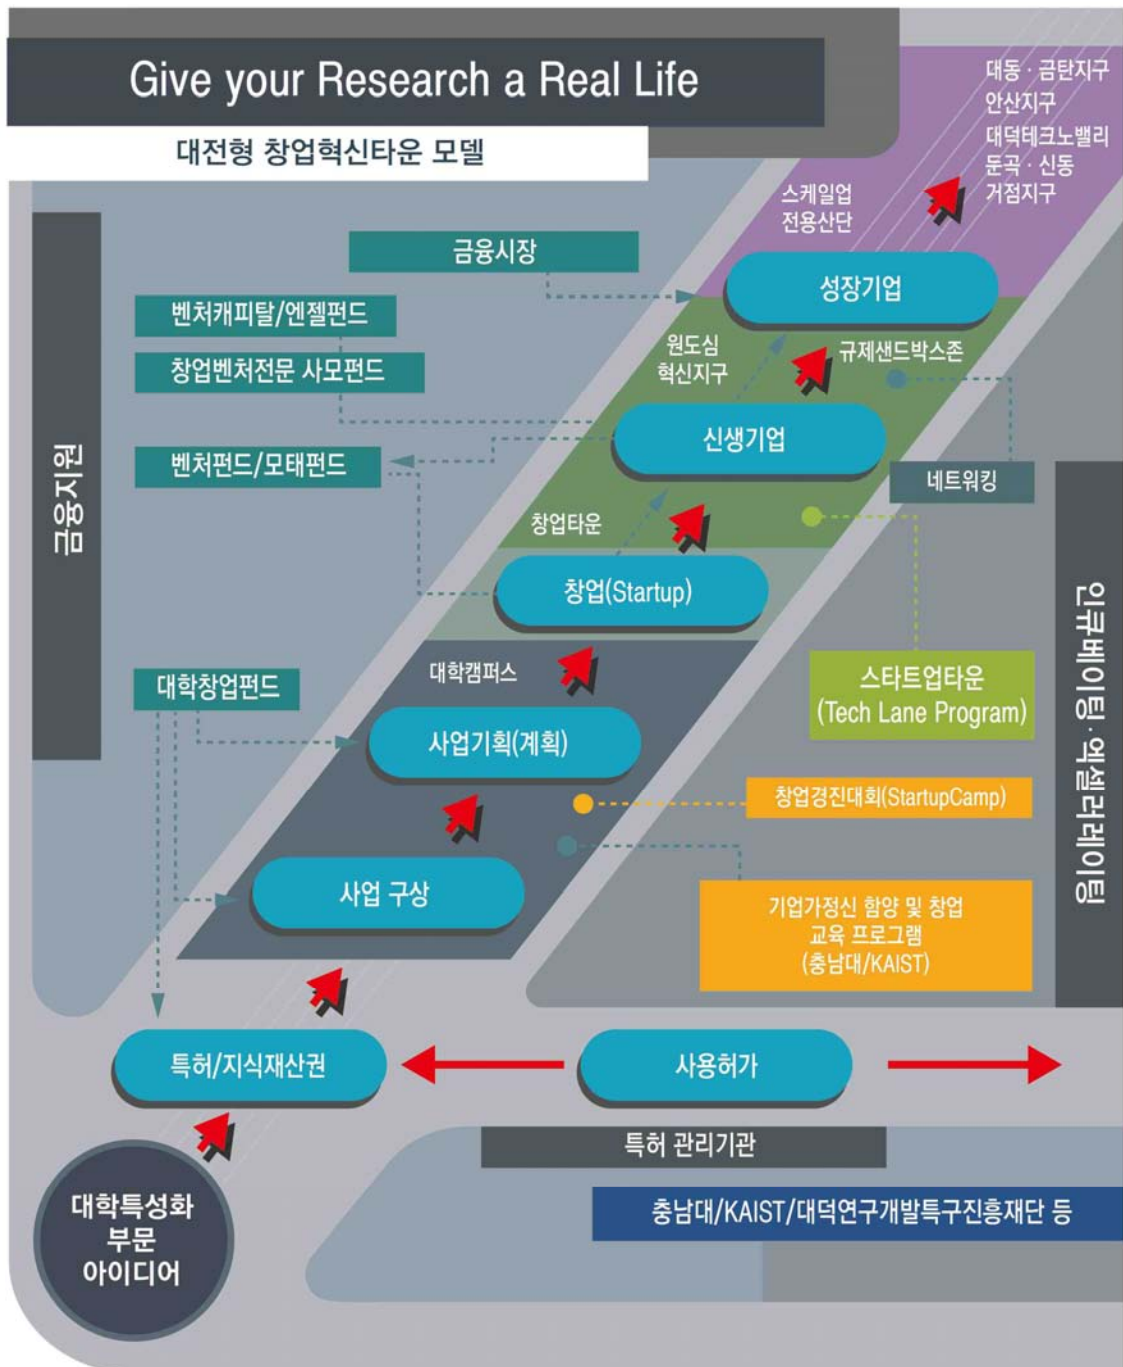 Give your Research a Real Life
대전형 창업혁신타운 모델
대동 · 금탄지구
안산지구
대덕테크노밸리
둔곡 · 신동
거점지구
스케일업
전용산단
금융시장
성장기업
벤처캐피탈/엔젤펀드
창업벤처전문 사모펀드
원도심
혁신지구
규제샌드박스존
신생기업
벤처펀드/모태펀드
네트워킹
금융지원
창업타운
창업(Startup)
인큐베이팅·엑셀러레이팅
대학캠퍼스
대학창업펀드
스타트업타운
(Tech Lane Program)
사업기획(계획)
창업경진대회(StartupCamp)
사업 구상
기업가정신 함양 및 창업
교육 프로그램
(충남대/KAIST)
특허/지식재산권
사용허가
특허 관리기관
충남대/KAIST/대덕연구개발특구진흥재단 등
대학특성화
부문
아이디어